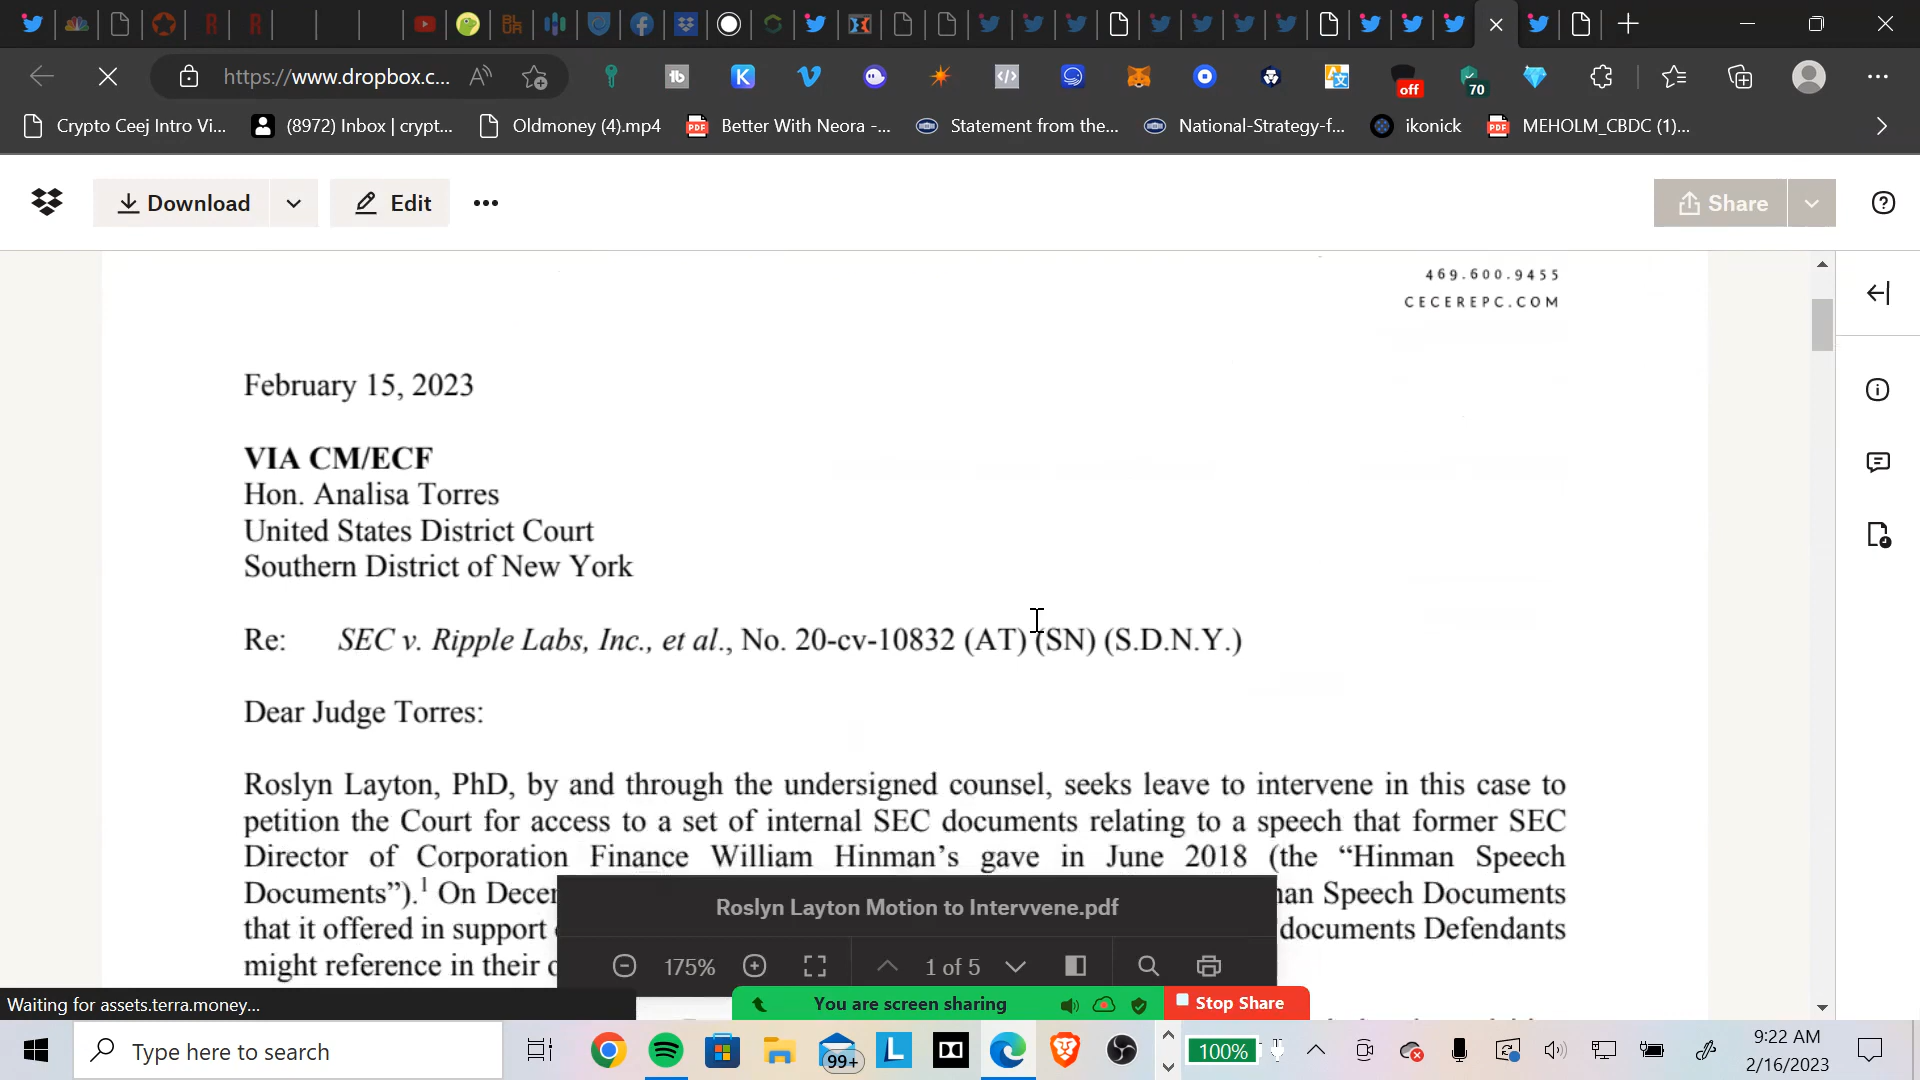 https://www.dropbox.c...
off
70
Crypto Ceej Intro Vi...
(8972) Inbox | crypt...
Oldmoney (4).mp4
Better With Neora -...
Statement from the...
National-Strategy-f...
ikonick
MEHOLM_CBDC (1)...
Download
Edit
Share
469.600.9455
CECEREPC.COM
February 15, 2023
VIA CM/ECF
Hon. Analisa Torres
United States District Court
Southern District of New York
Re: SEC v. Ripple Labs, Inc., et al., No. 20-cv-10832 (AT) (SN) (S.D.N.Y.)
Dear Judge Torres:
Roslyn Layton, PhD, by and through the undersigned counsel, seeks leave to intervene in this case to
petition the Court for access to a set of internal SEC documents relating to a speech that former SEC
Director of Corporation Finance William Hinman's gave in June 2018 (the “Hinman Speech
Documents”).1 On Decem Speech Documents
that it offered in support documents Defendants
might reference in their
Roslyn Layton Motion to Intervvene.pdf
175%
1 of 5
Waiting for assets.terra.money...
You are screen sharing
Stop Share
Type here to search
99+
100%
9:22 AM
2/16/2023